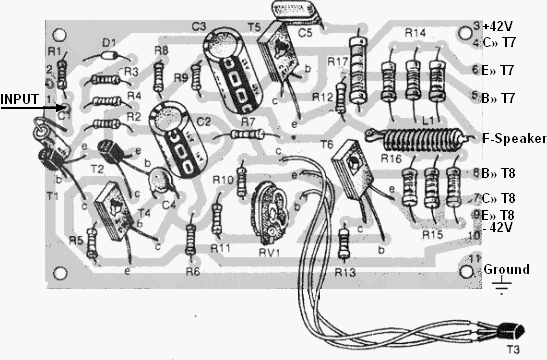 C3
T5
C5
3 +42V
4 C» T7
R1
D1
R8
R14
R17
R3
R9
6 E» T7
2
R4
R12
5 B» T7
1
INPUT
C1
R2
C2
R7
L1
F-Speaker
T6
R16
e
e
c
b
c
b
c
e
c
b
T2
R10
e
b
e
8 B» T8
b
C4
7 C» T8
T1
c
c
T4
9 E» T8
-42V
R5
R11
R15
10
b
c
c
b
e
R6
RV1
R13
11
Ground
T3